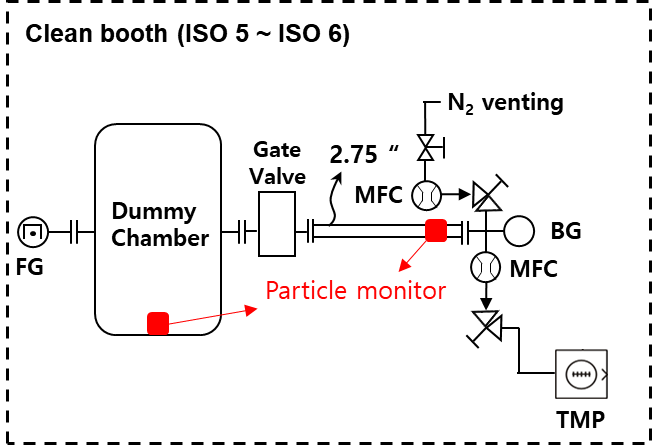 Clean booth (ISO 5 ~ ISO 6)
N₂ venting
Gate
Valve
2.75 “
MFC
Dummy
Chamber
FG
BG
MFC
Particle monitor
TMP